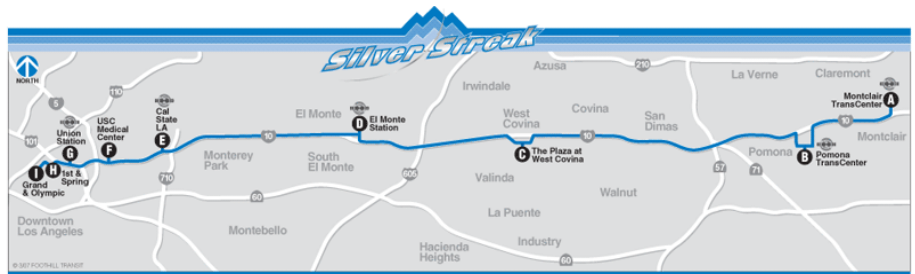 Silver Streak
NORTH
Azusa
210
La Verne
Claremont
Irwindale
Montclair
TransCenter
A
5
110
101
Union
Station
G
USC
Medical
Center
F
Cal
State
LA
E
El Monte
D
El Monte
Station
West
Covina
Covina
San
Dimas
10
10
10
Montclair
I
H
1st &
Spring
Grand
& Olympic
Monterey
Park
South
El Monte
C
The Plaza at
West Covina
Pomona
B
Pomona
TransCenter
710
605
57
71
Valinda
Walnut
60
La Puente
Downtown
Los Angeles
Montebello
Hacienda
Heights
Industry
60
FOOTHILL TRANSIT